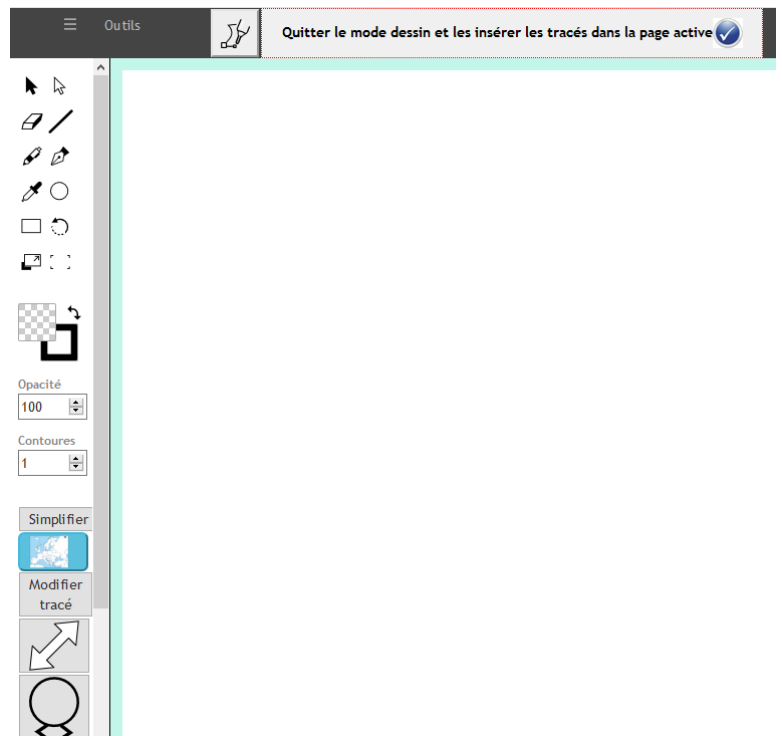 Outils
Quitter le mode dessin et les insérer les tracés dans la page active
Opacité
100
Contoures
1
Simplifier
Modifier
tracé